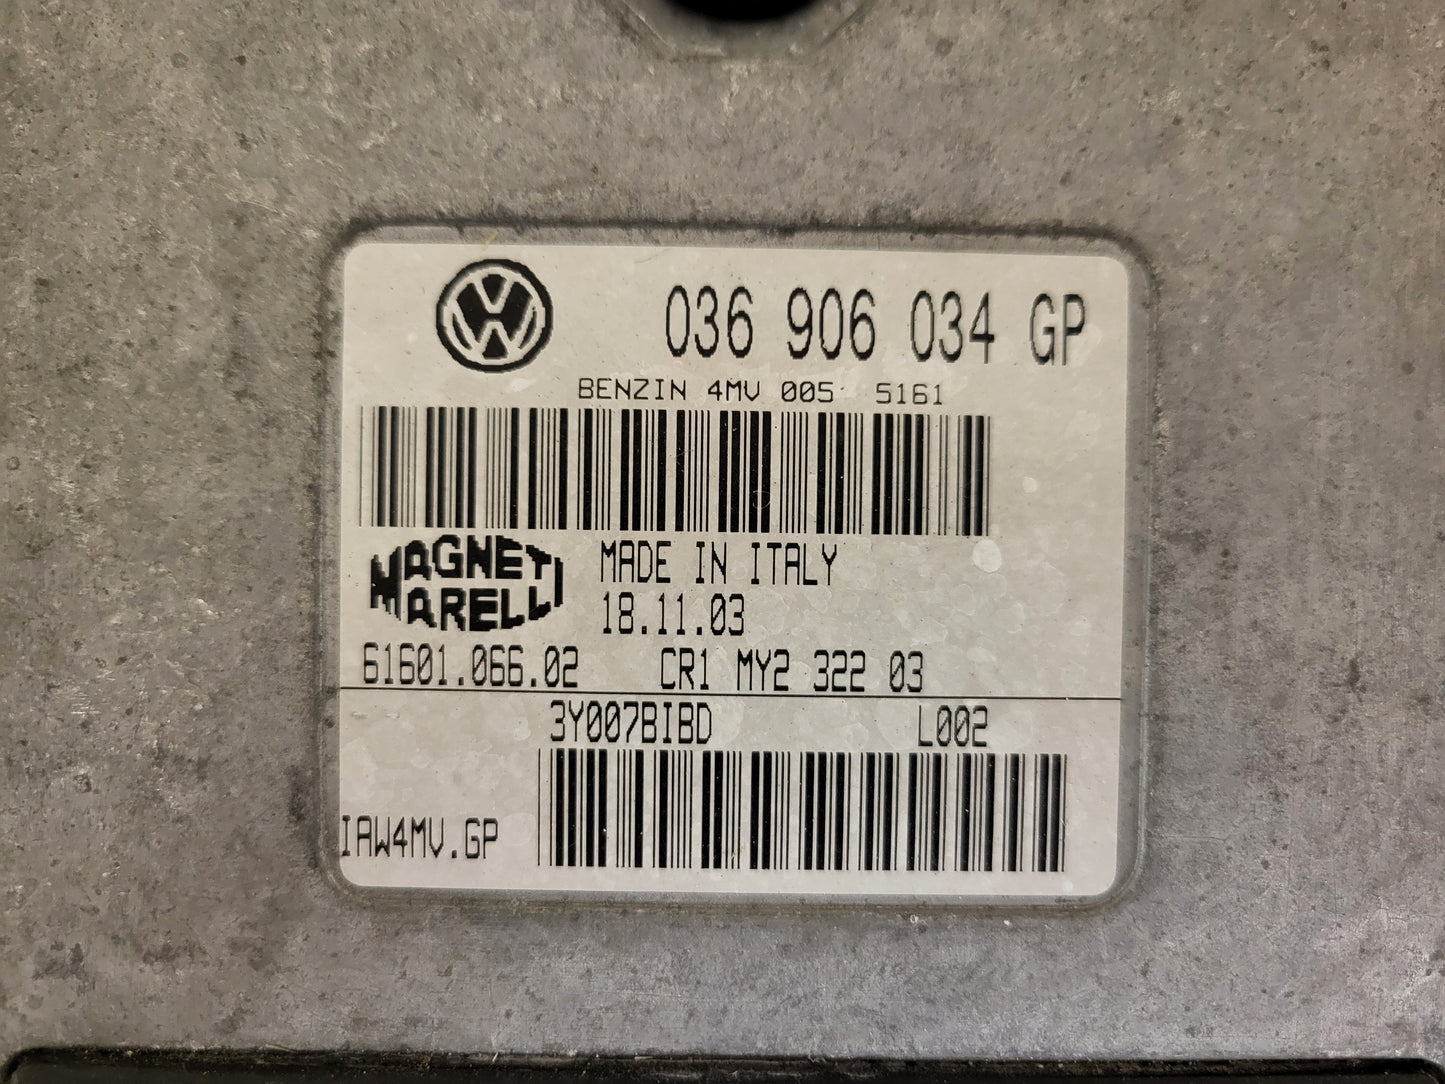 036 906 034 GP
BENZIN 4MV 005 5161
MAGNETI MARELLI
MADE IN ITALY
18.11.03
61601.066.02 CR1 MY2 322 03
3Y007BIBD L002
IAW4MV.GP